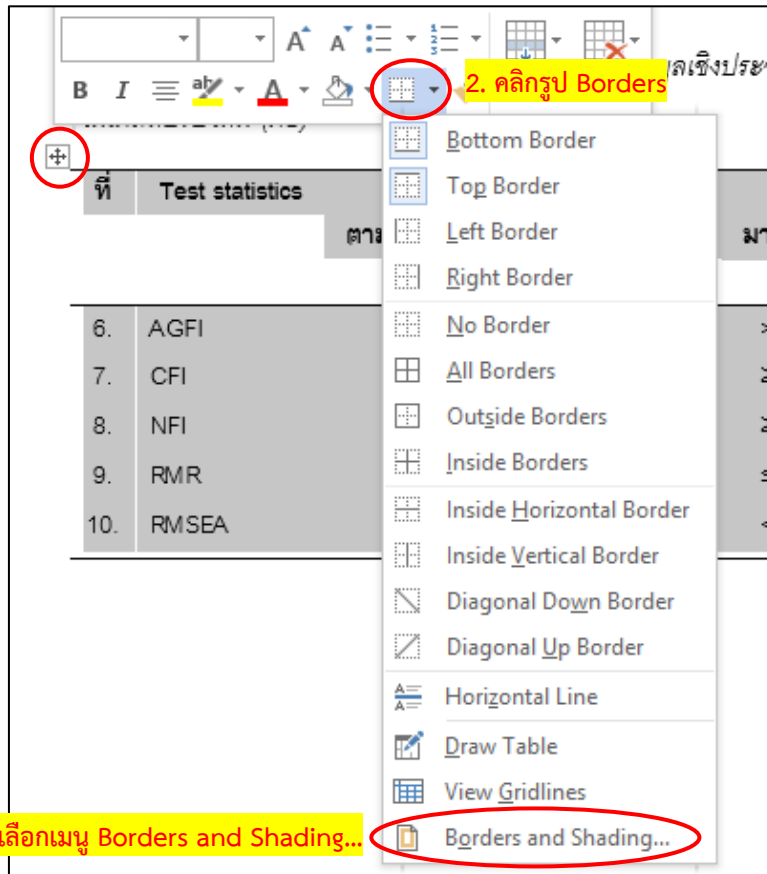 A A
B I ab A
2. คลิกรูป Borders
ที่ Test statistics
6. AGFI
7. CFI
8. NFI
9. RMR
10. RMSEA
Bottom Border
Top Border
Left Border
Right Border
No Border
All Borders
Outside Borders
Inside Borders
Inside Horizontal Border
Inside Vertical Border
Diagonal Down Border
Diagonal Up Border
Horizontal Line
Draw Table
View Gridlines
Borders and Shading...
เลือกเมนู Borders and Shading...